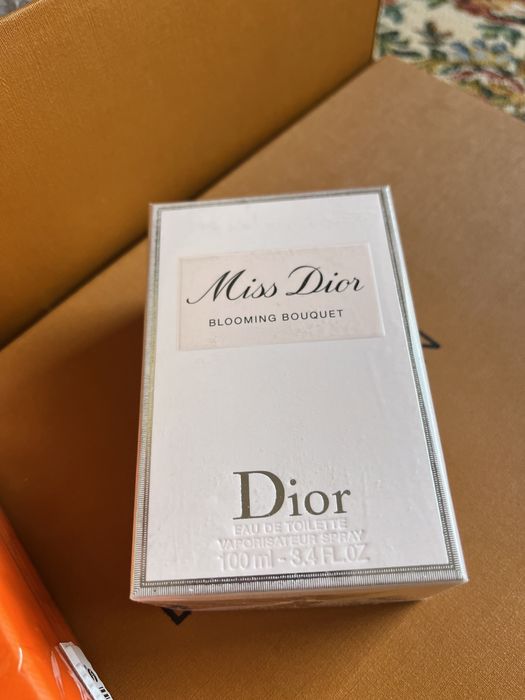 Miss Dior
BLOOMING BOUQUET
Dior
EAU DE TOILETTE
VAPORISATEUR SPRAY
100 ml - 3.4 FL.OZ